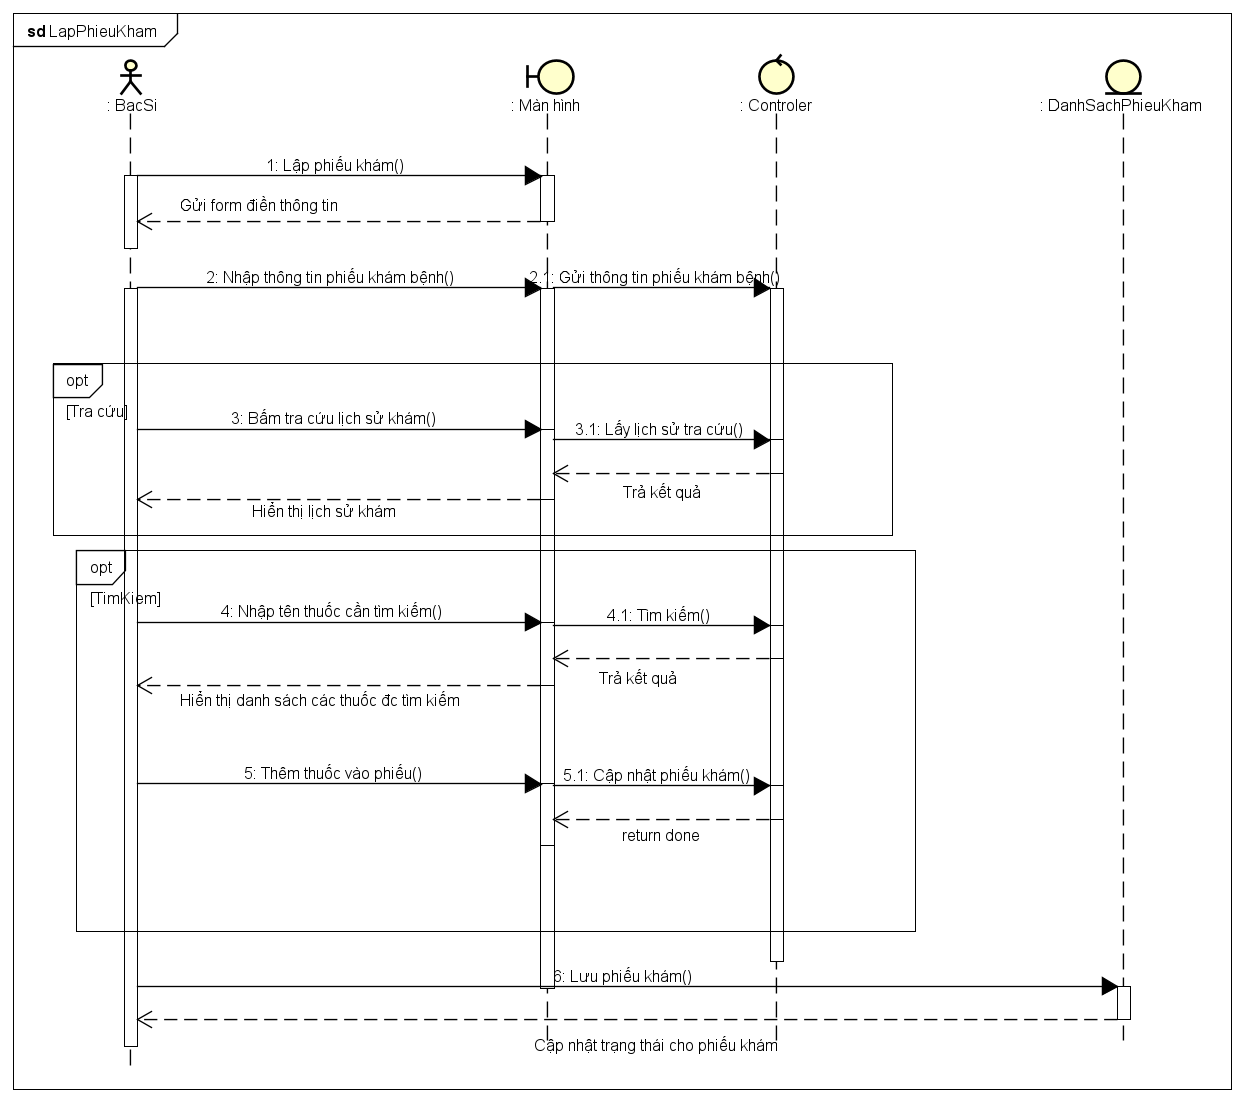 sd LapPhieuKham
: BacSi
: Màn hình
: Controler
: DanhSachPhieuKham
1: Lập phiếu khám()
Gửi form điền thông tin
2: Nhập thông tin phiếu khám bệnh()
2.1: Gửi thông tin phiếu khám bệnh()
opt
[Tra cứu]
3: Bấm tra cứu lịch sử khám()
3.1: Lấy lịch sử tra cứu()
Trả kết quả
Hiển thị lịch sử khám
opt
[TimKiem]
4: Nhập tên thuốc cần tìm kiếm()
4.1: Tìm kiếm()
Trả kết quả
Hiển thị danh sách các thuốc đc tìm kiếm
5: Thêm thuốc vào phiếu()
5.1: Cập nhật phiếu khám()
return done
6: Lưu phiếu khám()
Cập nhật trạng thái cho phiếu khám